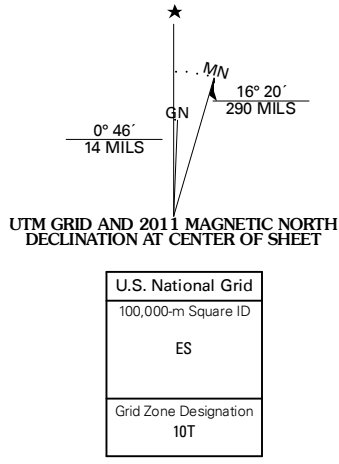 MN
16° 20´
290 MILS
GN
0° 46´
14 MILS
UTM GRID AND 2011 MAGNETIC NORTH
DECLINATION AT CENTER OF SHEET
U.S. National Grid
100,000-m Square ID
ES
Grid Zone Designation
10T